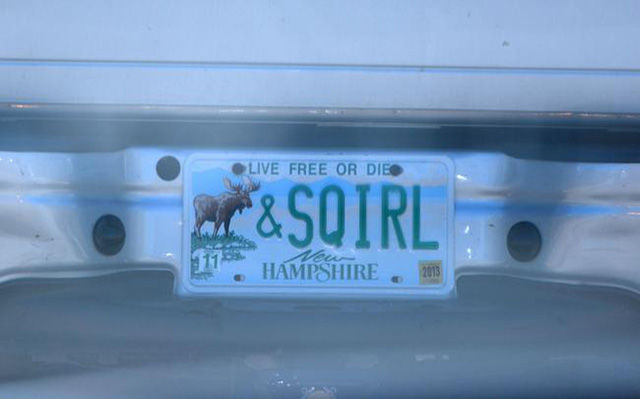 LIVE FREE OR DIE
&SQIRL
11
New
HAMPSHIRE
2013